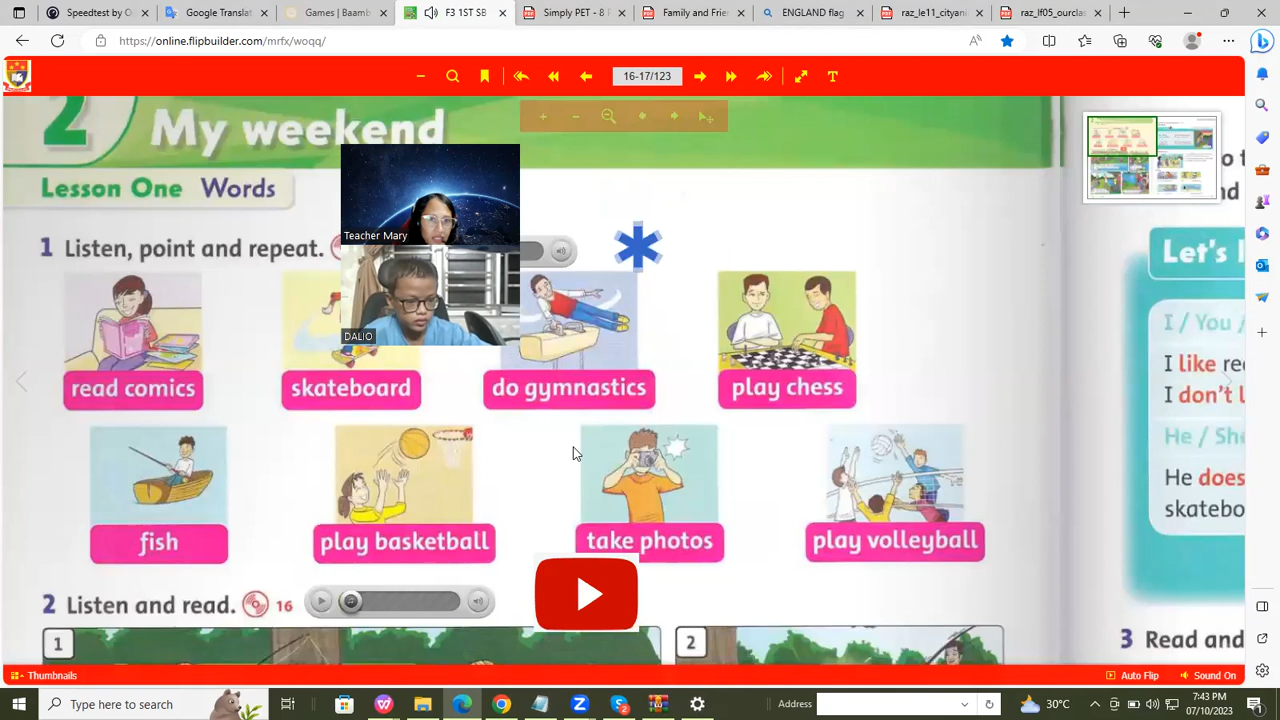 Speedtest by O
Google Translat
Games | Baamb
F3 1ST SB
Simply PET - 8 F
Family and Frie
ENGLAND flag
raz_le11_cityani
raz_lf05_ourclas
https://online.flipbuilder.com/mrfx/woqq/
16-17/123
T
2 My weekend
Lesson One Words
1 Listen, point and repeat.
Teacher Mary
DALIO
read comics
skateboard
do gymnastics
play chess
fish
play basketball
take photos
play volleyball
2 Listen and read. 16
1
2
Let's l
I / You /
I like re
I don't l
He / She
He does
skatebo
3 Read and
Thumbnails
Auto Flip
Sound On
Type here to search
Address
30°C
7:43 PM
07/10/2023